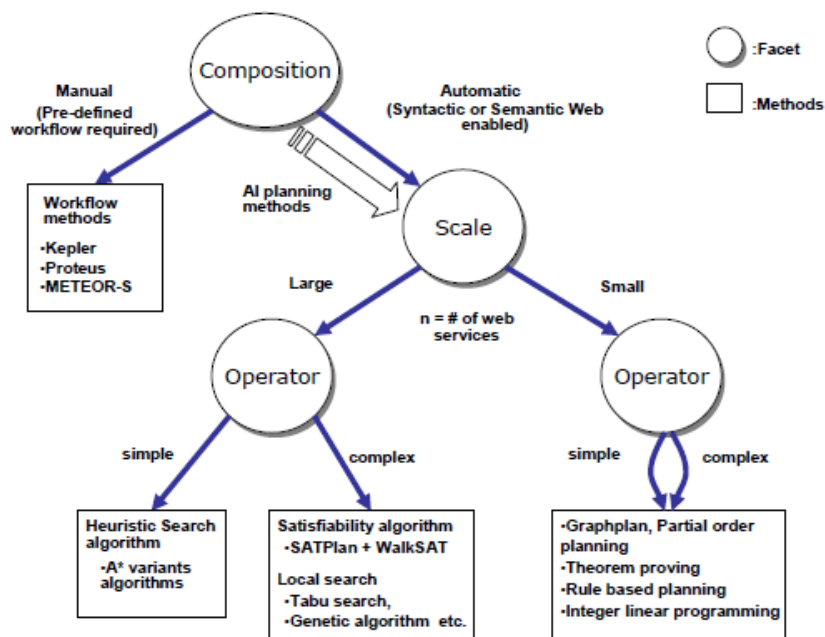 Composition
:Facet
:Methods
Manual
(Pre-defined
workflow required)
Automatic
(Syntactic or Semantic Web
enabled)
AI planning
methods
Workflow
methods
•Kepler
•Proteus
•METEOR-S
Scale
Large
Small
n = # of web
services
Operator
Operator
simple
complex
simple
complex
Heuristic Search
algorithm
•A* variants
algorithms
Satisfiability algorithm
•SATPlan + WalkSAT
Local search
•Tabu search,
•Genetic algorithm etc.
•Graphplan, Partial order
planning
•Theorem proving
•Rule based planning
•Integer linear programming